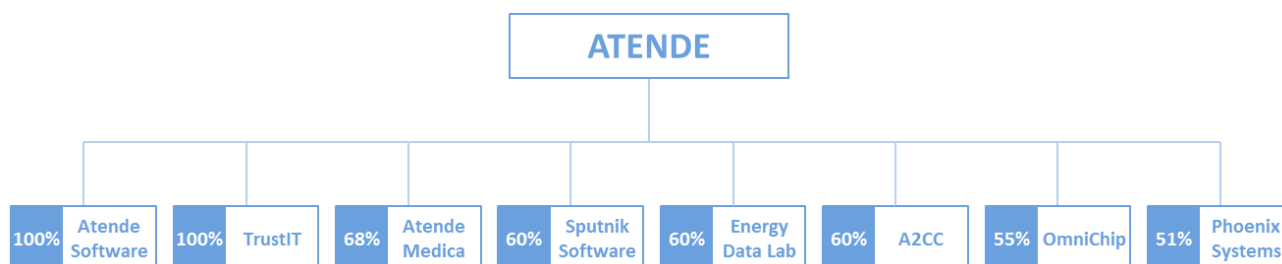 ATENDE
100%
Atende
Software
100%
TrustIT
68%
Atende
Medica
60%
Sputnik
Software
60%
Energy
Data Lab
60%
A2CC
55%
OmniChip
51%
Phoenix
Systems